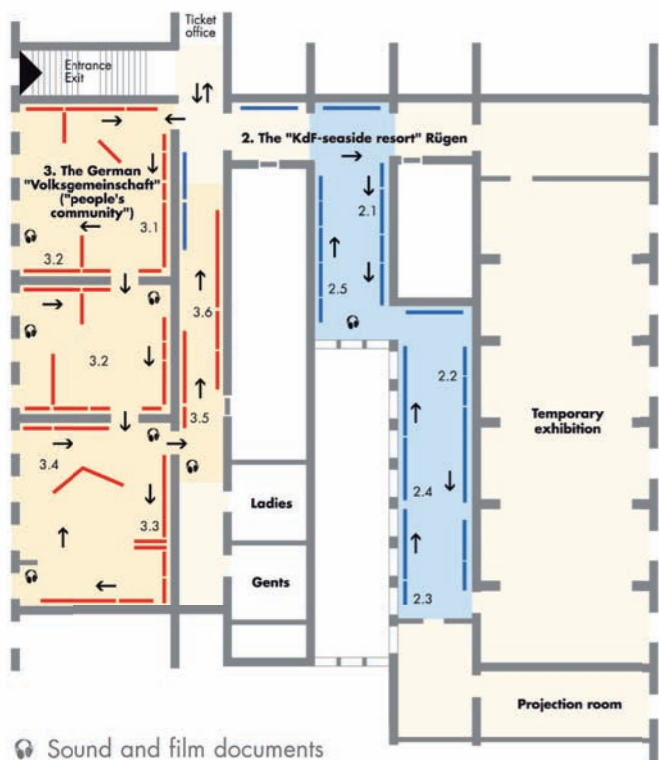 Ticket
office
Entrance
Exit
2. The "KdF-seaside resort" Rügen
3. The German
"Volksgemeinschaft"
("people's
community")
3.1
3.2
2.1
2.5
3.6
3.2
2.2
3.5
Temporary
exhibition
3.4
2.4
Ladies
3.3
Gents
2.3
Projection room
Sound and film documents